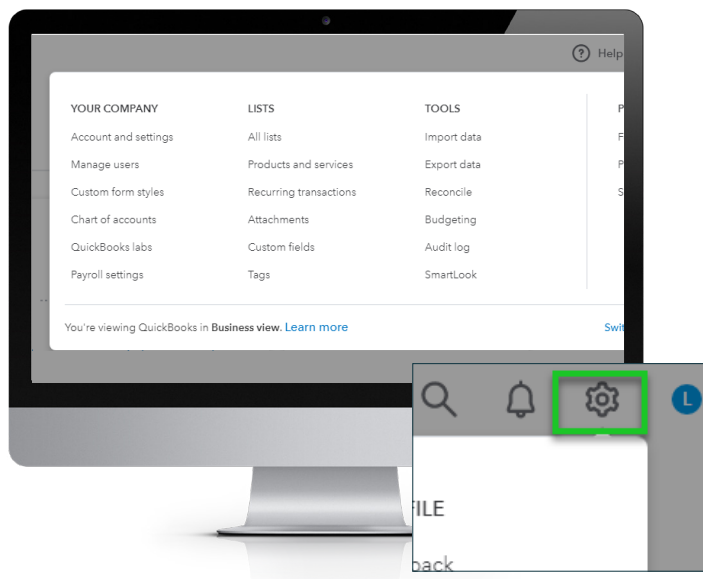 Help
YOUR COMPANY
Account and settings
Manage users
Custom form styles
Chart of accounts
QuickBooks labs
Payroll settings
LISTS
All lists
Products and services
Recurring transactions
Attachments
Custom fields
Tags
TOOLS
Import data
Export data
Reconcile
Budgeting
Audit log
SmartLook
P
F
P
S
You're viewing QuickBooks in Business view. Learn more
Swit
L
FILE
back